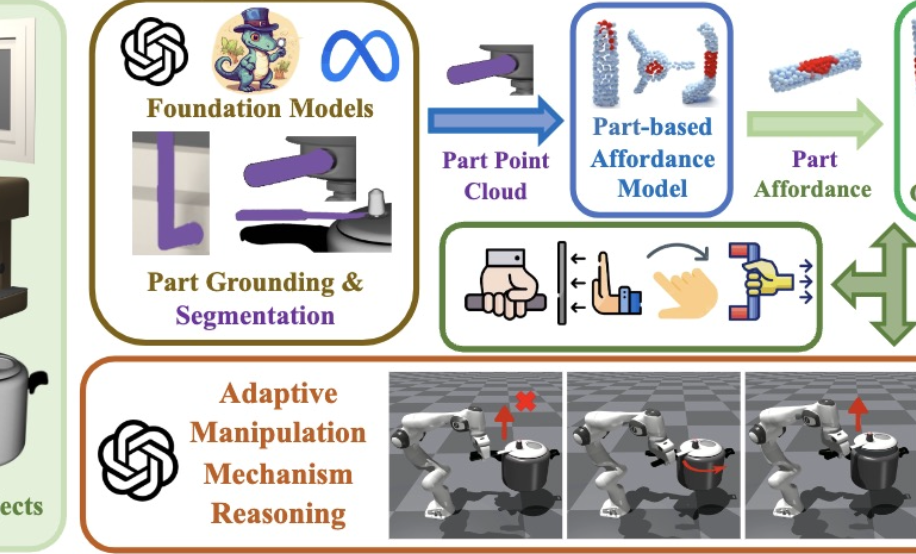 Foundation Models
Part Grounding &
Segmentation
Part Point
Cloud
Part-based
Affordance
Model
Part
Affordance
ects
Adaptive
Manipulation
Mechanism
Reasoning